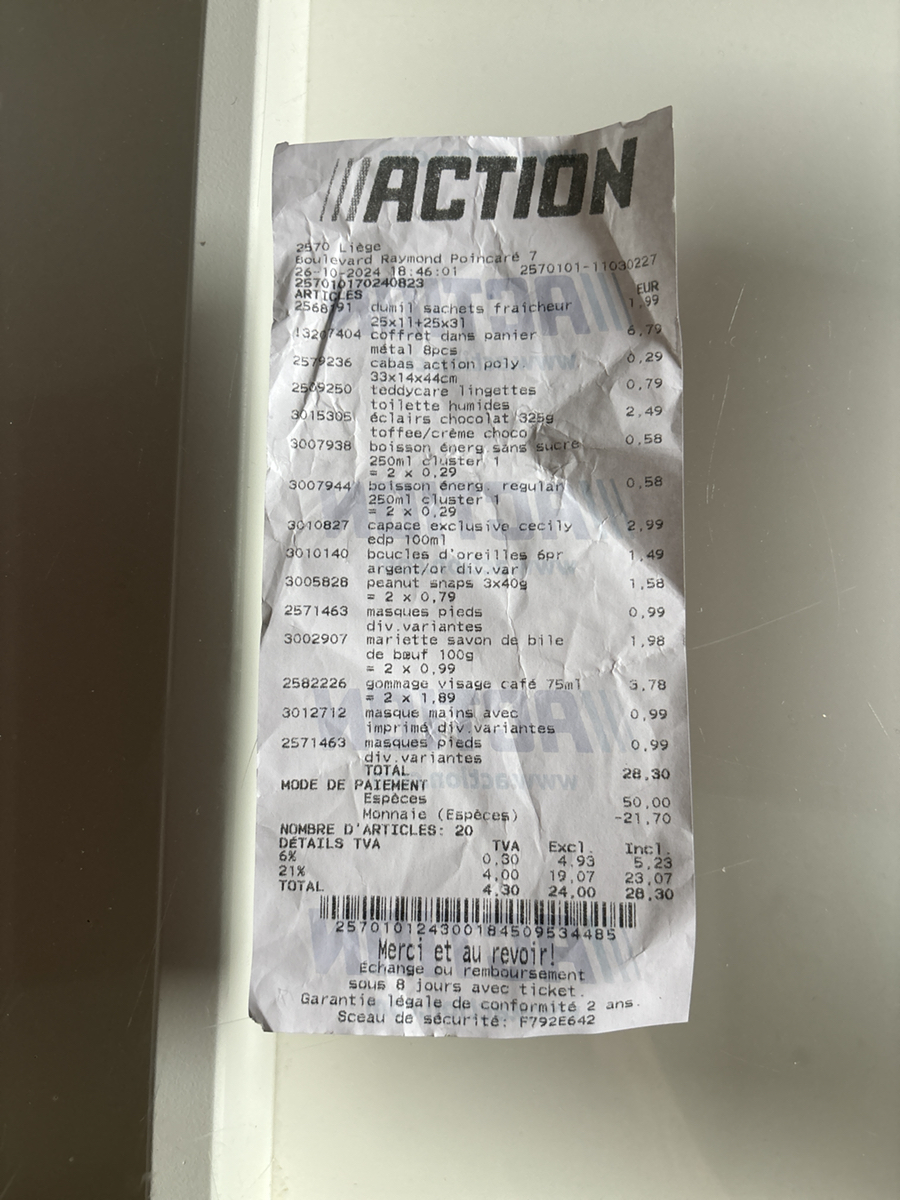 ACTION
2570 Liège
Boulevard Raymond Poincaré 7
26-10-2024 18:46:01 2570101-11030227
257010170240823
ARTICLES EUR
2568191 dumil sachets fraicheur 1,99
25x1l+25x3l
13207404 coffret dans panier 6,79
métal 8pcs
2579236 cabas action poly 0,29
33x14x44cm
2509250 teddycare lingettes 0,79
toilette humides
3015305 éclairs chocolat 325g 2,49
toffee/crème choco
3007938 boisson énerg sans sucre 0,58
250ml cluster 1
= 2 x 0,29
3007944 boisson énerg. regular 0,58
250ml cluster 1
= 2 x 0,29
3010827 capace exclusive cecily 2,99
edp 100ml
3010140 boucles d'oreilles 6pr 1,49
argent/or div.var
3005828 peanut snaps 3x40g 1,58
= 2 x 0,79
2571463 masques pieds 0,99
div.variantes
3002907 mariette savon de bile 1,98
de bœuf 100g
= 2 x 0,99
2582226 gommage visage café 75ml 3,78
= 2 x 1,89
3012712 masque mains avec 0,99
imprimé div.variantes
2571463 masques pieds 0,99
div.variantes
TOTAL 28,30
MODE DE PAIEMENT
Espèces 50,00
Monnaie (Espèces) -21,70
NOMBRE D'ARTICLES: 20
DÉTAILS TVA TVA Excl. Incl.
6% 0,30 4,93 5,23
21% 4,00 19,07 23,07
TOTAL 4,30 24,00 28,30
257010124300184509534485
Merci et au revoir!
Échange ou remboursement
sous 8 jours avec ticket.
Garantie légale de conformité 2 ans.
Sceau de sécurité: F792E642